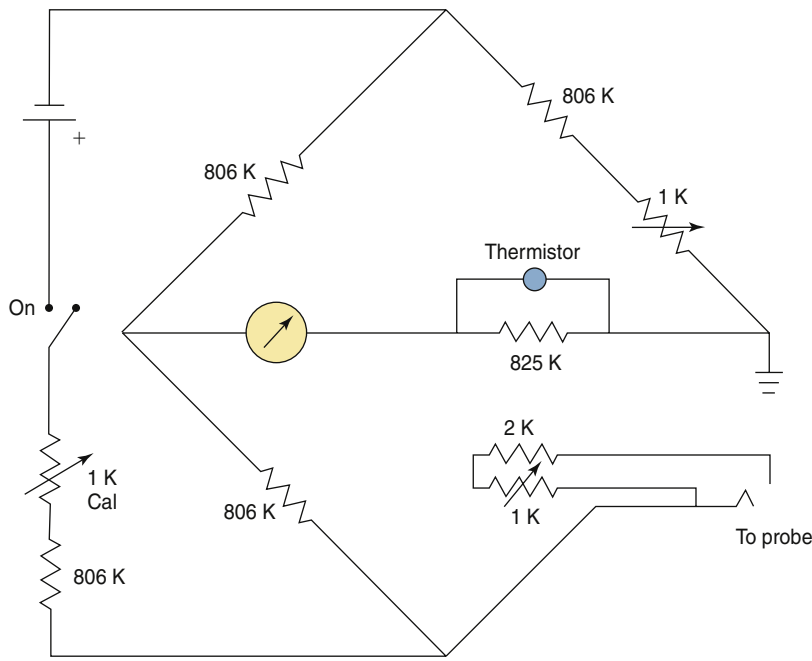 806 K
+
806 K
1 K
Thermistor
On
825 K
2 K
1 K
Cal
806 K
1 K
To probe
806 K